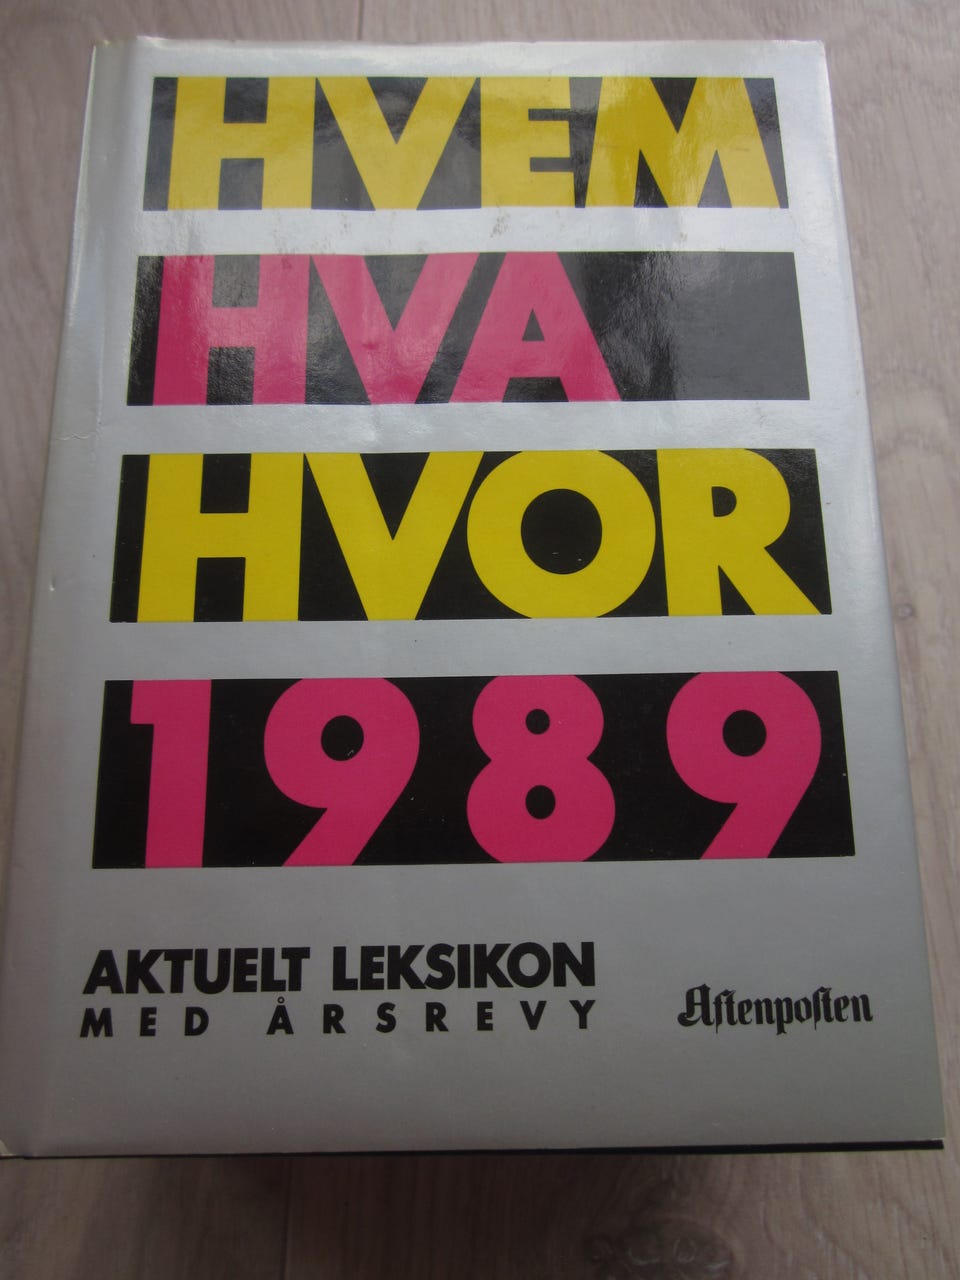 HVEM
HVA
HVOR
1989
AKTUELT LEKSIKON
MED ÅRSREVY
Aftenposten